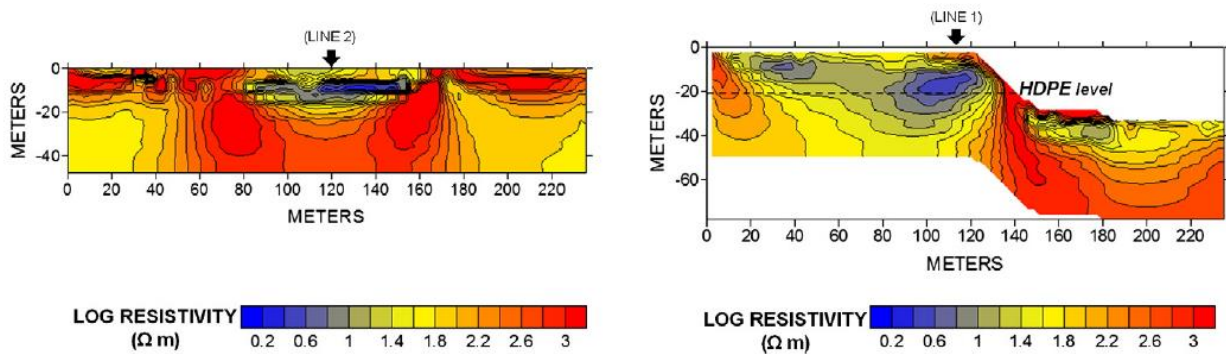 (LINE 2)
0
-20
-40
METERS
0 20 40 60 80 100 120 140 160 180 200 220
METERS
LOG RESISTIVITY
(Ω m)
0.2 0.6 1 1.4 1.8 2.2 2.6 3
(LINE 1)
HDPE level
0
-20
-40
-60
METERS
0 20 40 60 80 100 120 140 160 180 200 220
METERS
LOG RESISTIVITY
(Ω m)
0.2 0.6 1 1.4 1.8 2.2 2.6 3